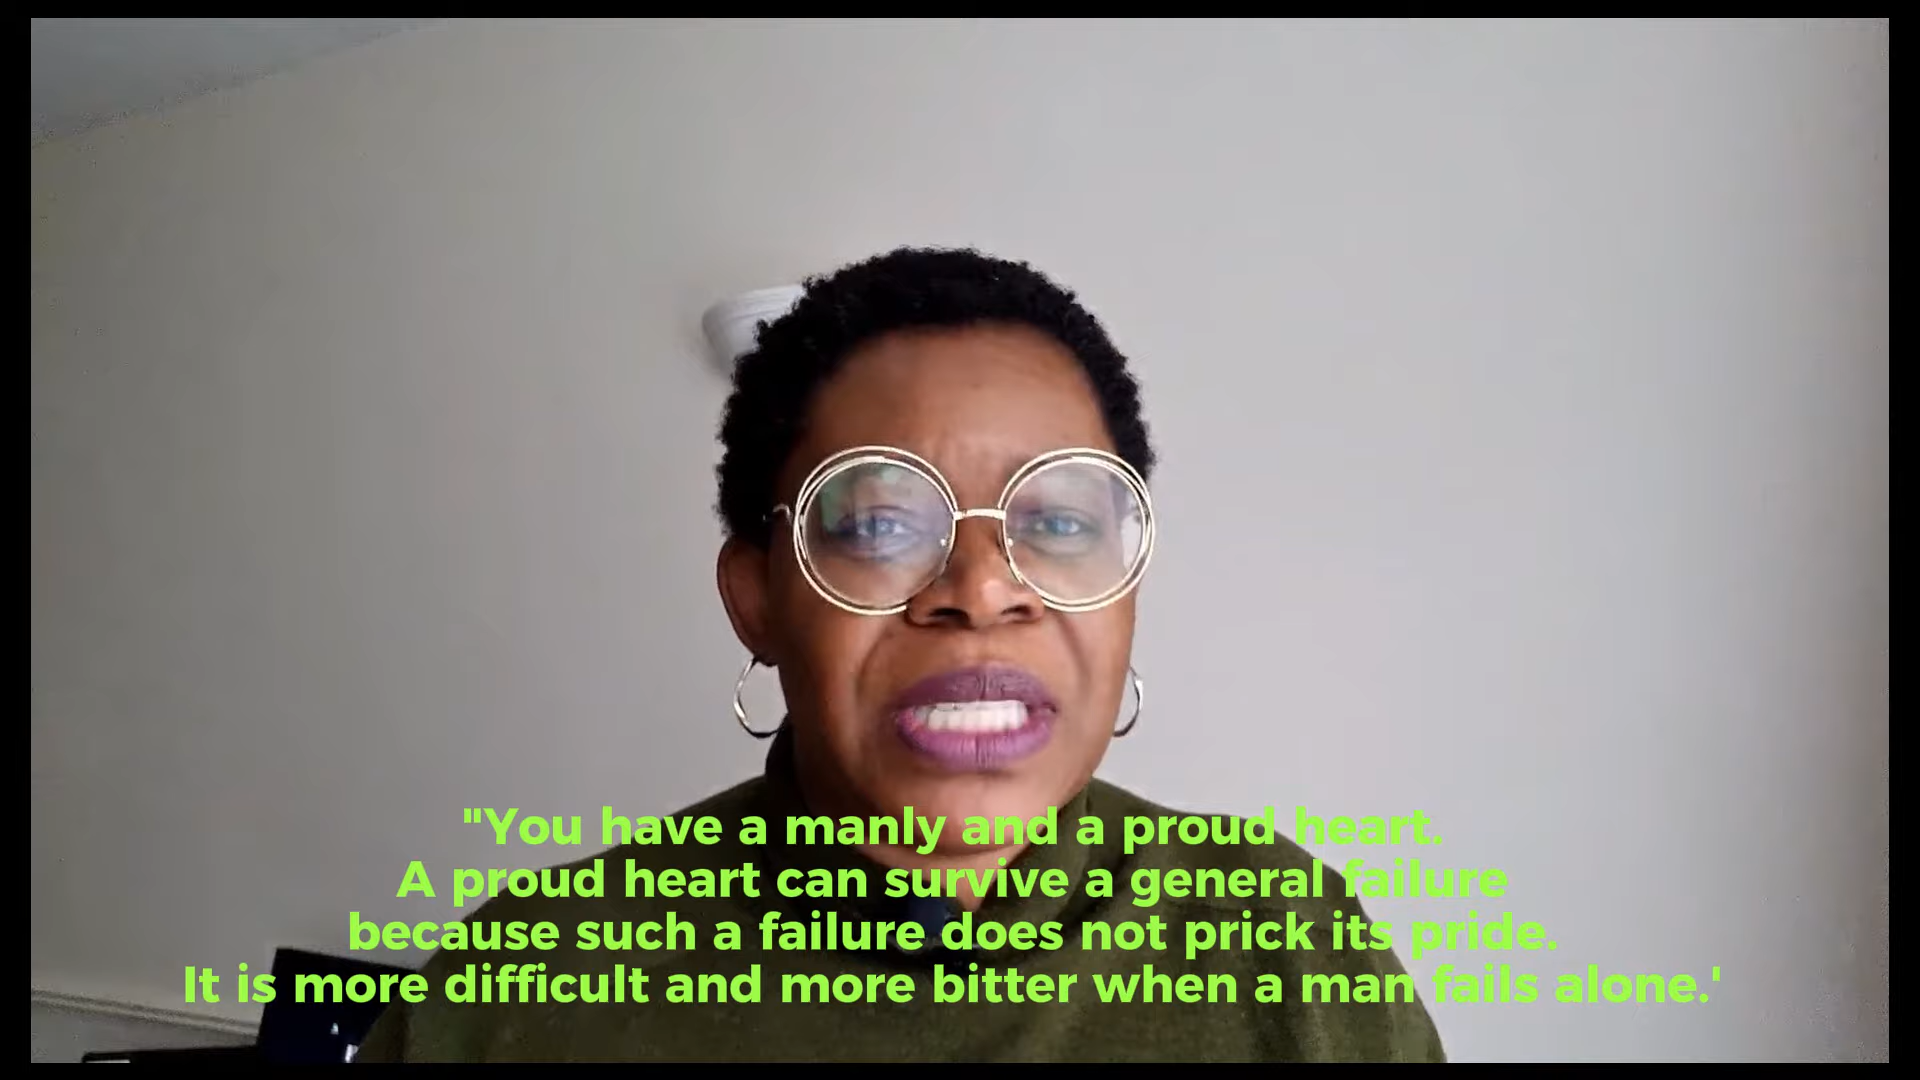 "You have a manly and a proud heart.
A proud heart can survive a general failure
because such a failure does not prick its pride.
It is more difficult and more bitter when a man fails alone.'